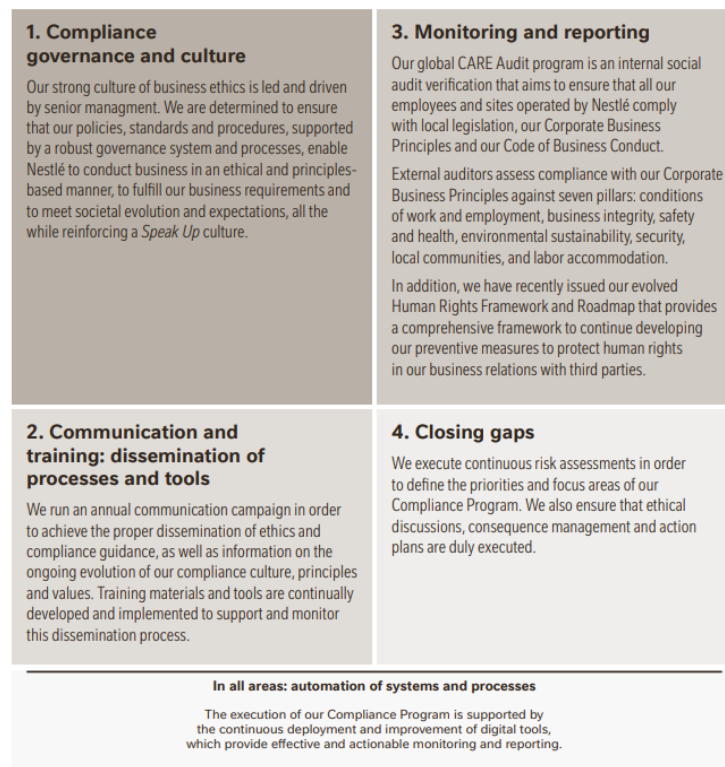 1. Compliance
governance and culture
Our strong culture of business ethics is led and driven
by senior managment. We are determined to ensure
that our policies, standards and procedures, supported
by a robust governance system and processes, enable
Nestlé to conduct business in an ethical and principles-
based manner, to fulfill our business requirements and
to meet societal evolution and expectations, all the
while reinforcing a Speak Up culture.
2. Communication and
training: dissemination of
processes and tools
We run an annual communication campaign in order
to achieve the proper dissemination of ethics and
compliance guidance, as well as information on the
ongoing evolution of our compliance culture, principles
and values. Training materials and tools are continually
developed and implemented to support and monitor
this dissemination process.
3. Monitoring and reporting
Our global CARE Audit program is an internal social
audit verification that aims to ensure that all our
employees and sites operated by Nestlé comply
with local legislation, our Corporate Business
Principles and our Code of Business Conduct.
External auditors assess compliance with our Corporate
Business Principles against seven pillars: conditions
of work and employment, business integrity, safety
and health, environmental sustainability, security,
local communities, and labor accommodation.
In addition, we have recently issued our evolved
Human Rights Framework and Roadmap that provides
a comprehensive framework to continue developing
our preventive measures to protect human rights
in our business relations with third parties.
4. Closing gaps
We execute continuous risk assessments in order
to define the priorities and focus areas of our
Compliance Program. We also ensure that ethical
discussions, consequence management and action
plans are duly executed.
In all areas: automation of systems and processes
The execution of our Compliance Program is supported by
the continuous deployment and improvement of digital tools,
which provide effective and actionable monitoring and reporting.